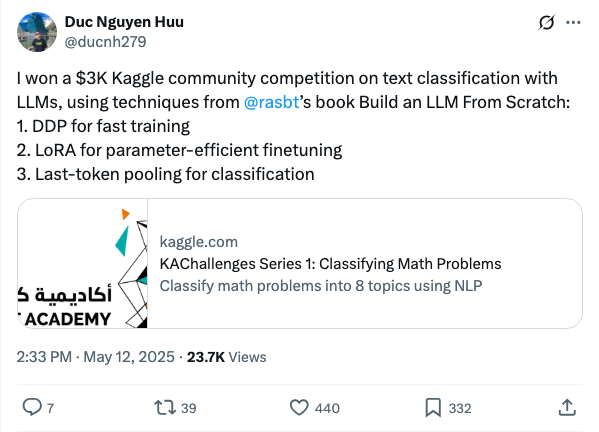 Duc Nguyen Huu
@ducnh279
I won a $3K Kaggle community competition on text classification with
LLMs, using techniques from @rasbt's book Build an LLM From Scratch:
1. DDP for fast training
2. LoRA for parameter-efficient finetuning
3. Last-token pooling for classification
أكاديمية ك
ACADEMY
kaggle.com
KAChallenges Series 1: Classifying Math Problems
Classify math problems into 8 topics using NLP
2:33 PM · May 12, 2025 · 23.7K Views
7
39
440
332